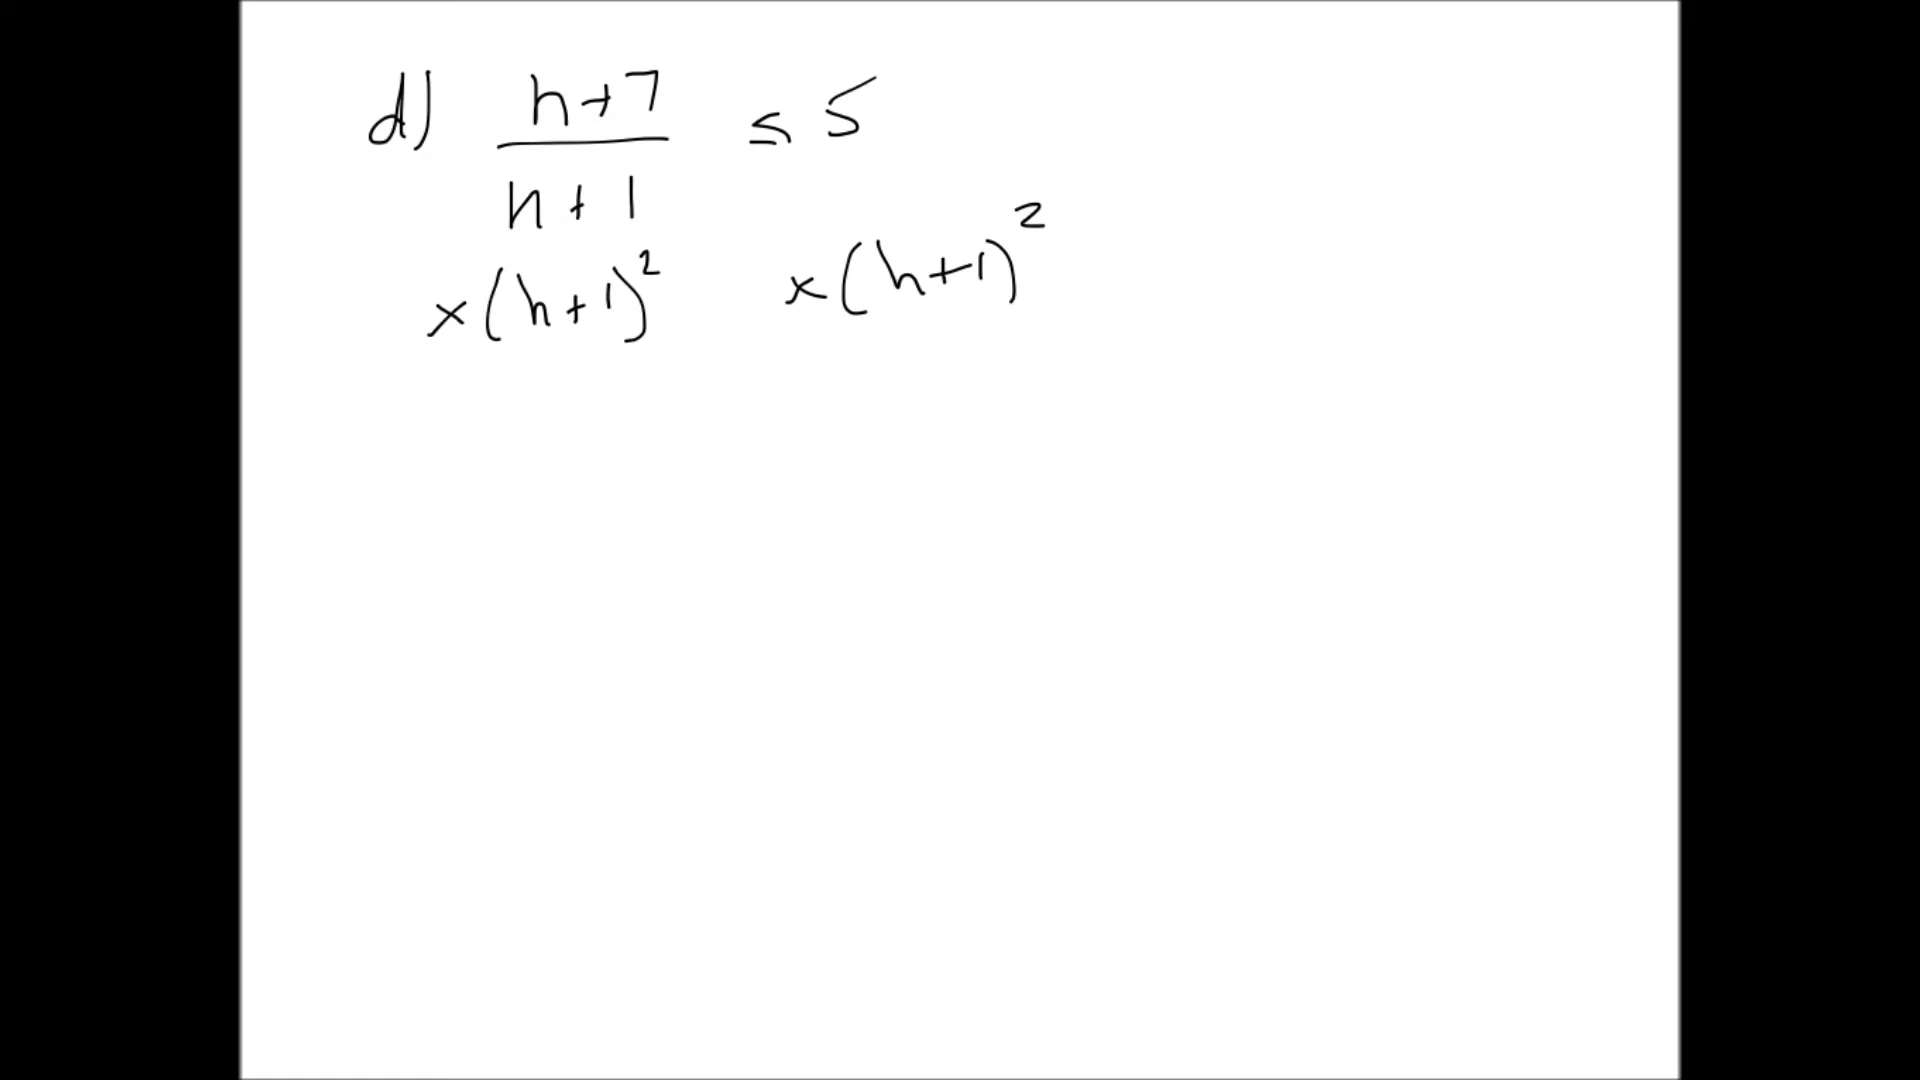 d) h+7 / h+1 ≤ 5
×(h+1)² ×(h+1)²